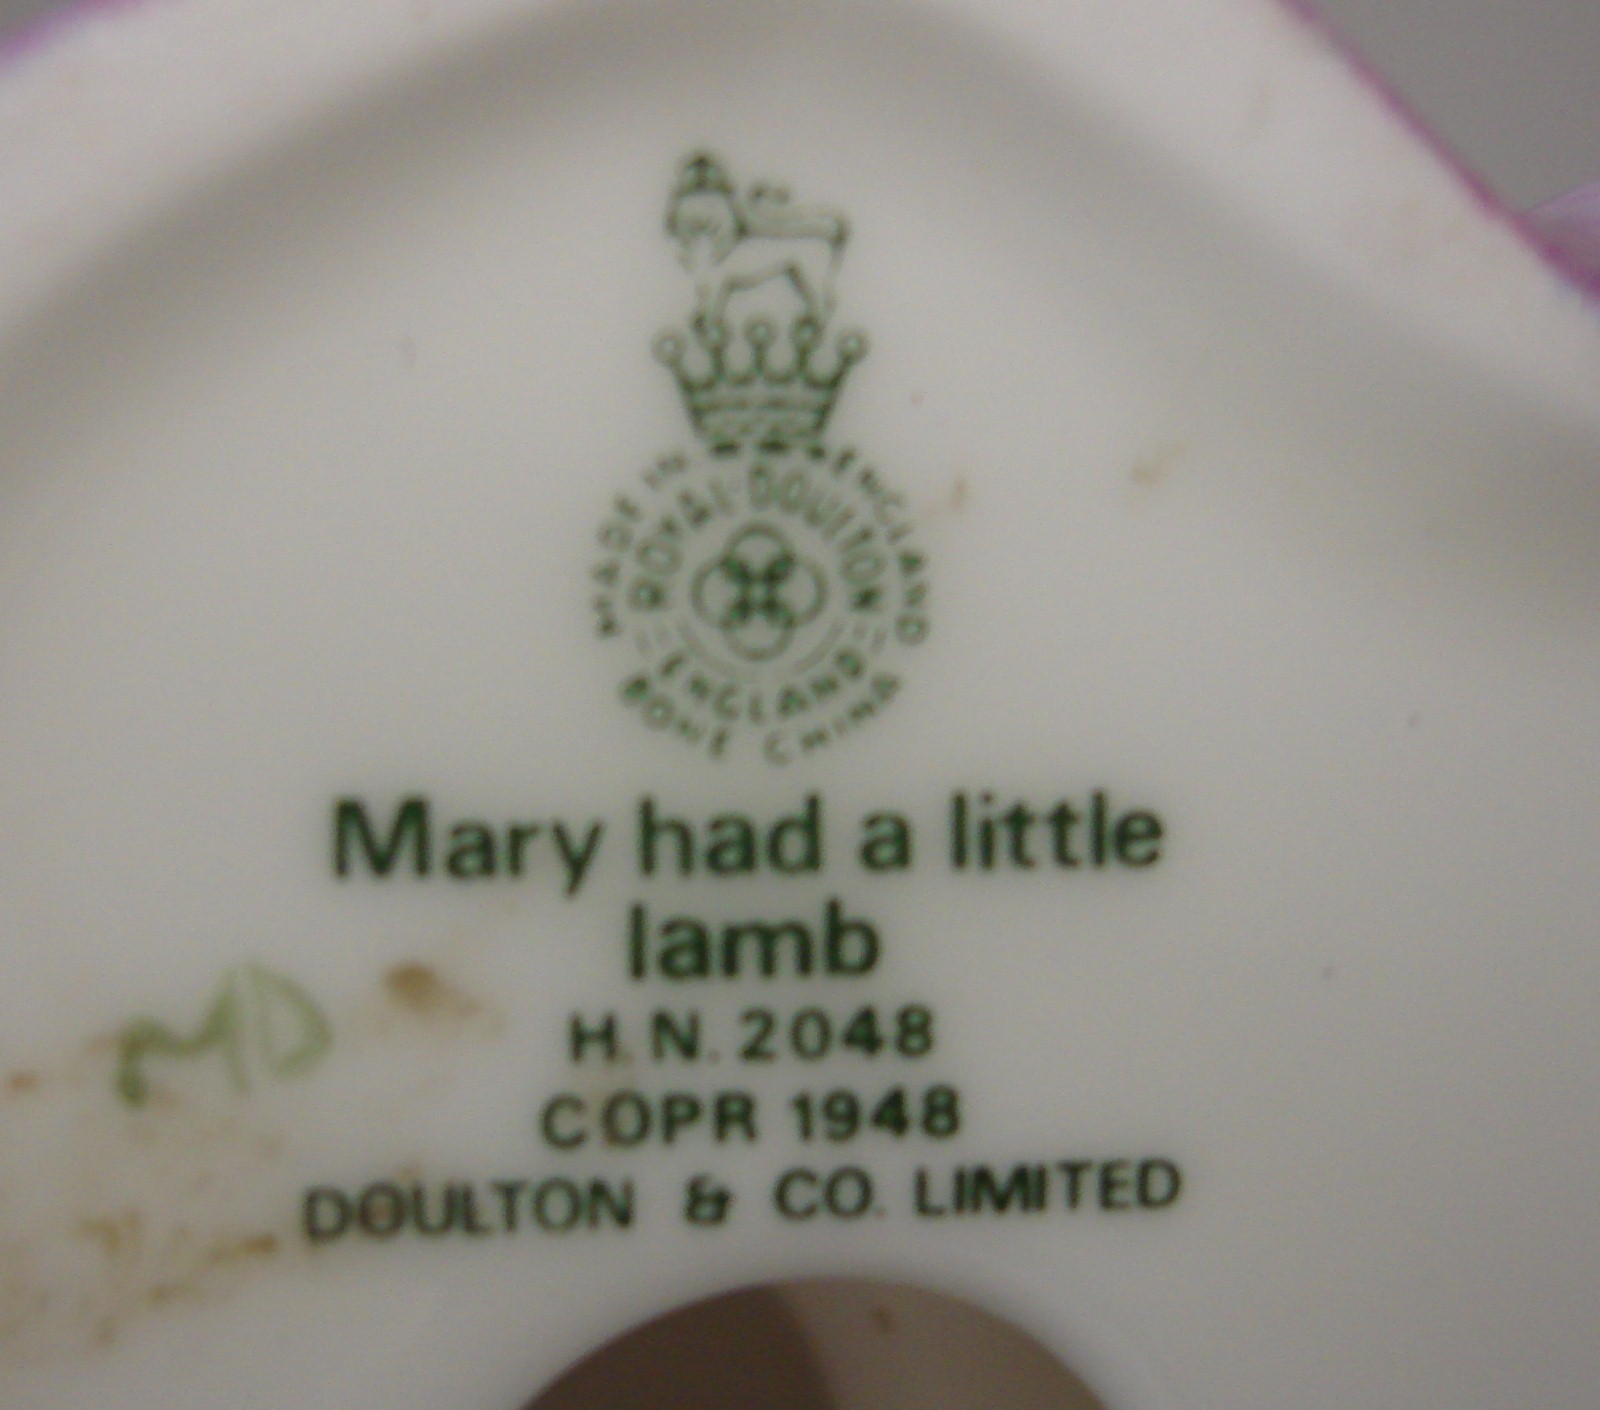 MADE IN ENGLAND
ROYAL DOULTON
ENGLAND
BONE CHINA
Mary had a little
lamb
H.N. 2048
COPR 1948
DOULTON & CO. LIMITED
MD